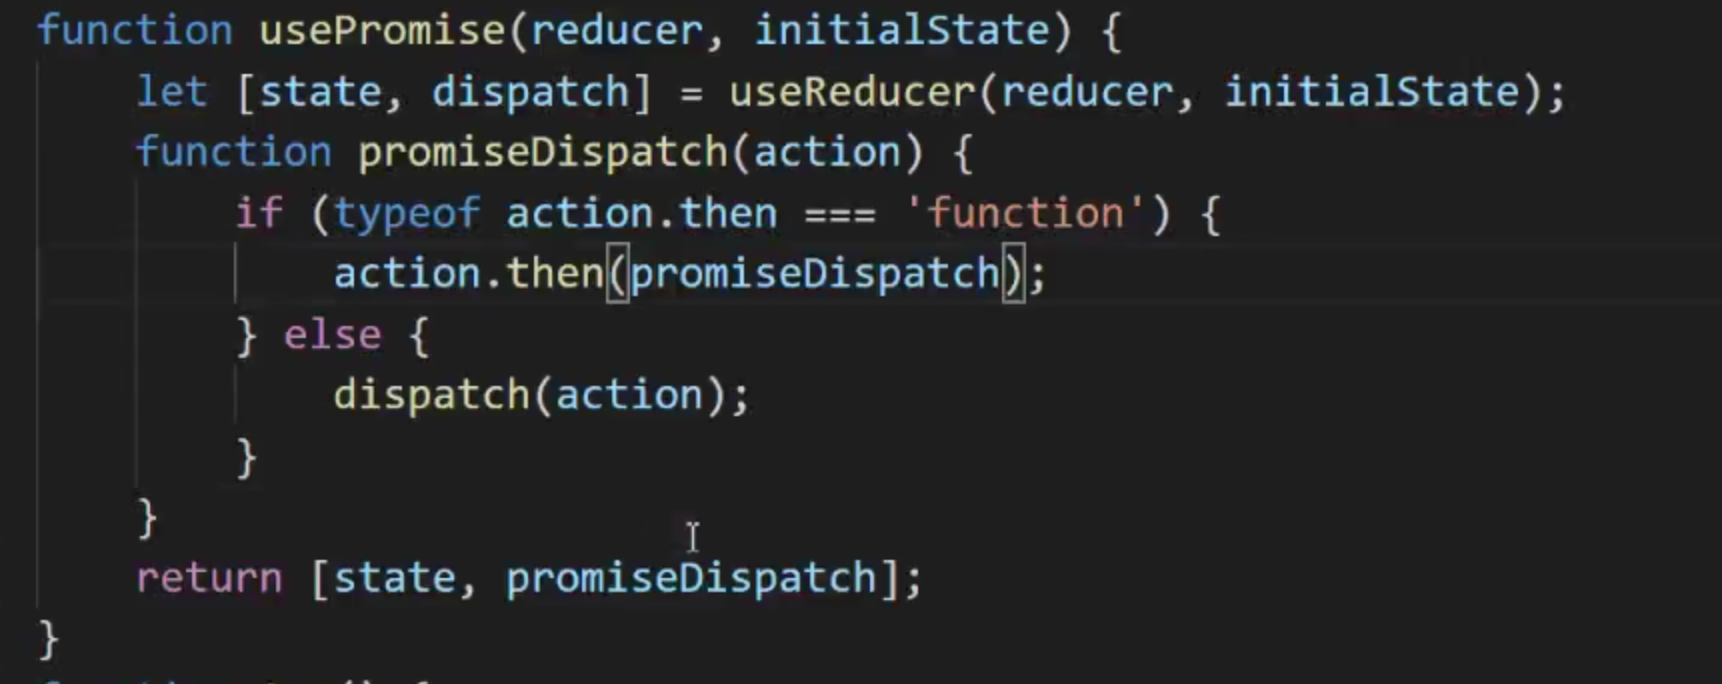 function usePromise(reducer, initialState) {
    let [state, dispatch] = useReducer(reducer, initialState);
    function promiseDispatch(action) {
        if (typeof action.then === 'function') {
            action.then(promiseDispatch);
        } else {
            dispatch(action);
        }
    }
    return [state, promiseDispatch];
}